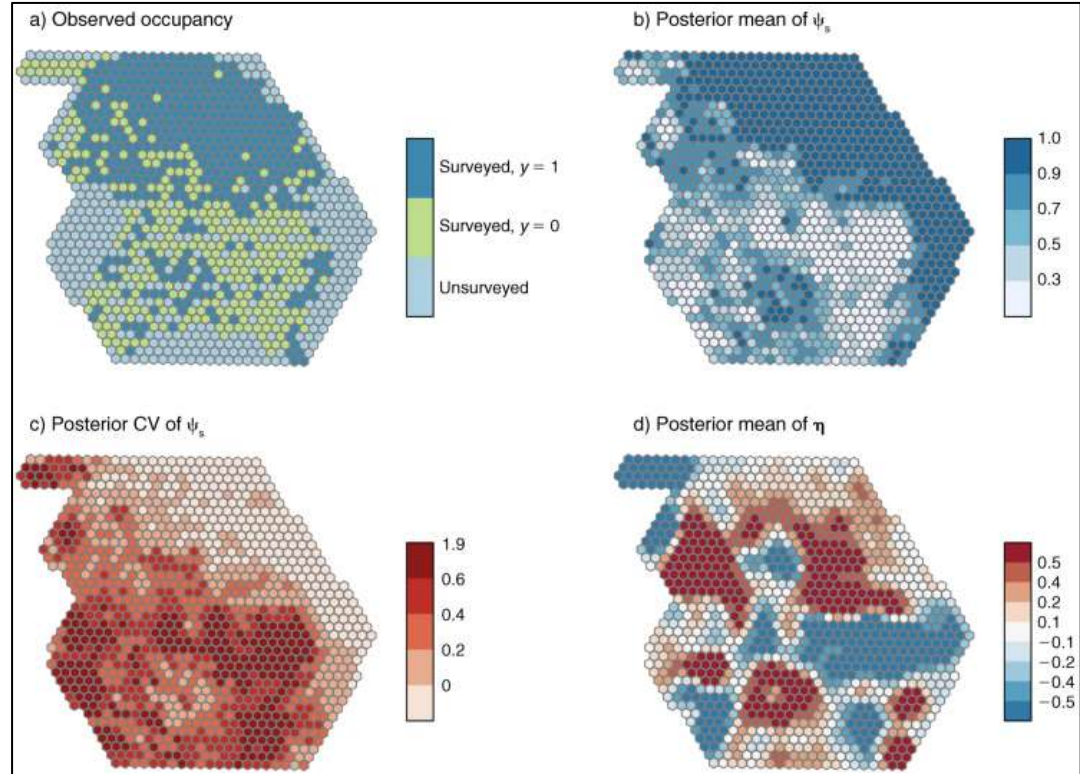 a) Observed occupancy
Surveyed, y = 1
Surveyed, y = 0
Unsurveyed
b) Posterior mean of ψₛ
1.0
0.9
0.7
0.5
0.3
c) Posterior CV of ψₛ
1.9
0.6
0.4
0.2
0
d) Posterior mean of η
0.5
0.4
0.2
0.1
−0.1
−0.2
−0.4
−0.5